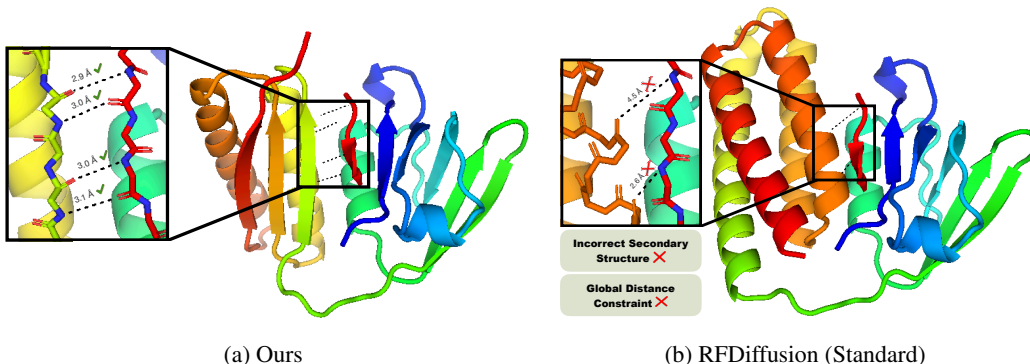 2.9 Å ✓
3.0 Å ✓
3.0 Å ✓
3.1 Å ✓
4.5 Å ✗
2.6 Å ✗
Incorrect Secondary
Structure ✗
Global Distance
Constraint ✗
(a) Ours
(b) RFDiffusion (Standard)